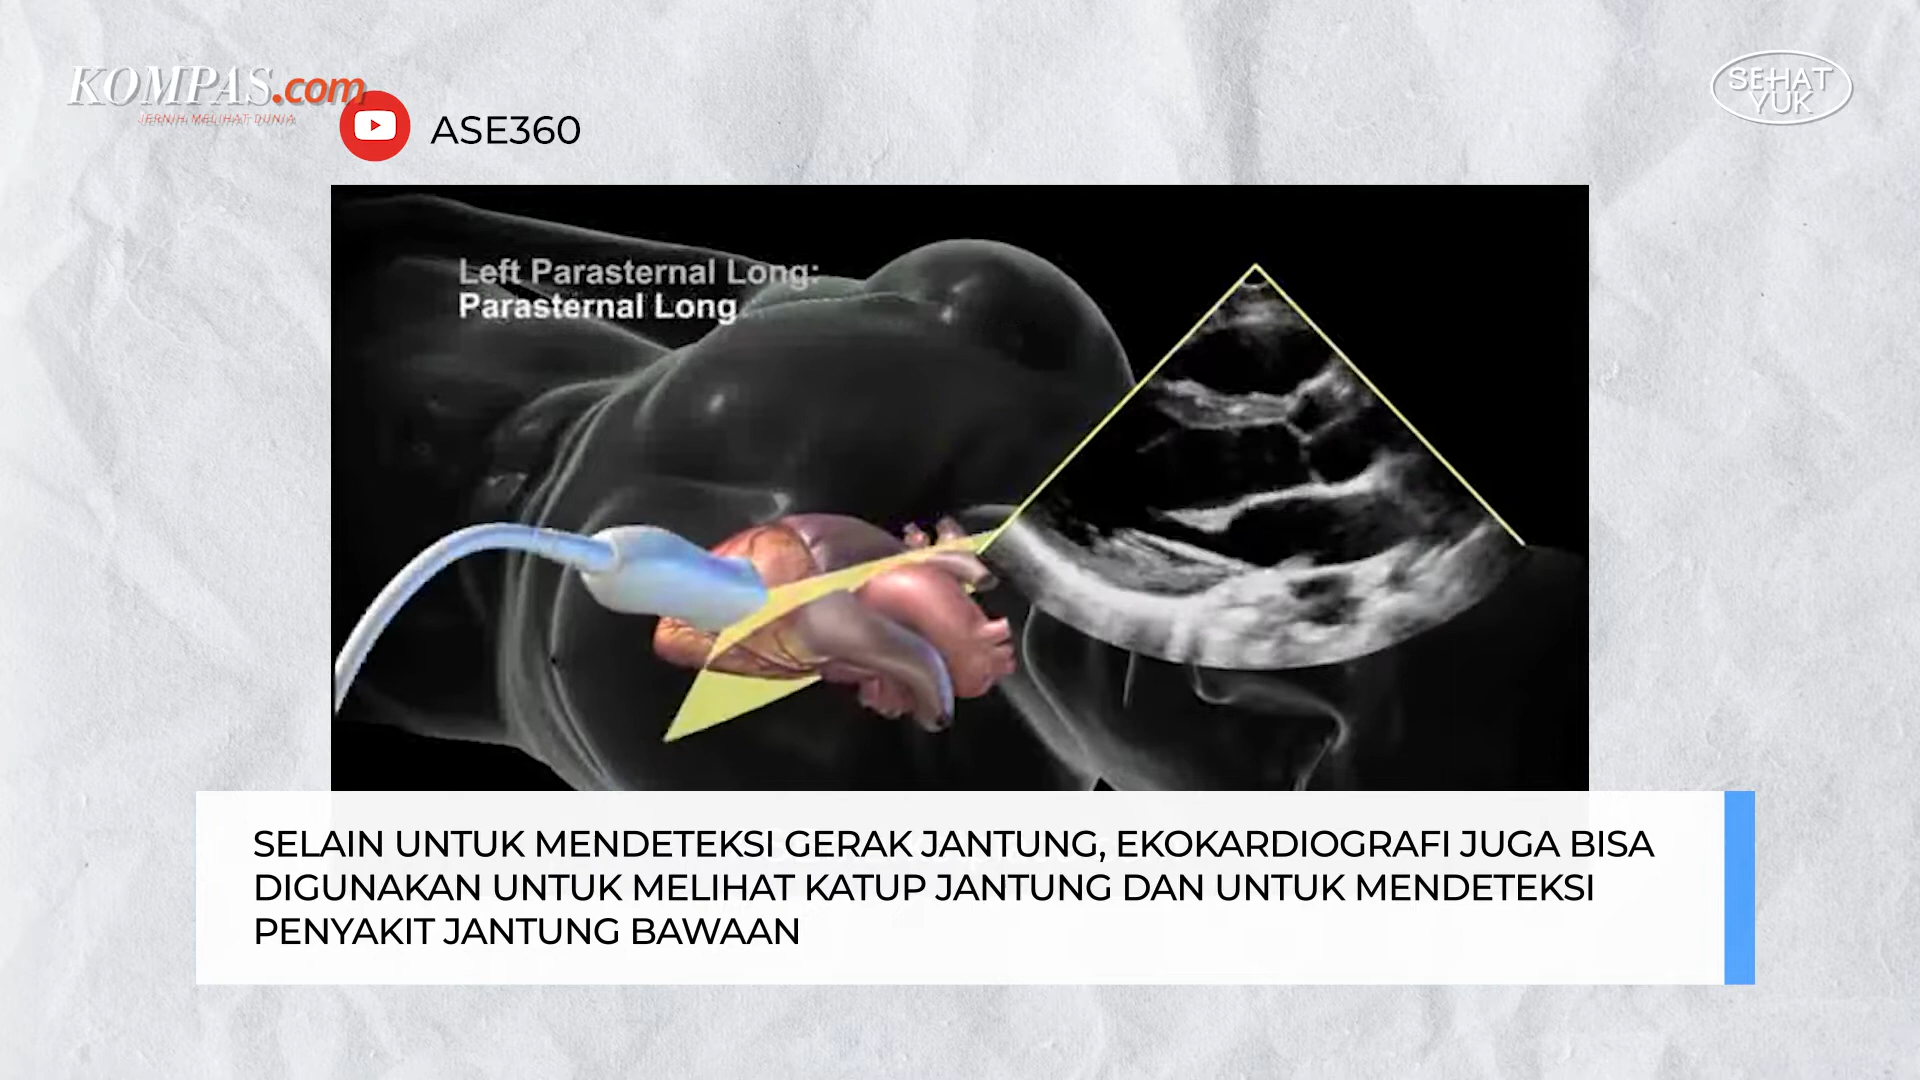 KOMPAS.com
JERNIH MELIHAT DUNIA
SEHAT
YUK
ASE360
Left Parasternal Long:
Parasternal Long
SELAIN UNTUK MENDETEKSI GERAK JANTUNG, EKOKARDIOGRAFI JUGA BISA
DIGUNAKAN UNTUK MELIHAT KATUP JANTUNG DAN UNTUK MENDETEKSI
PENYAKIT JANTUNG BAWAAN